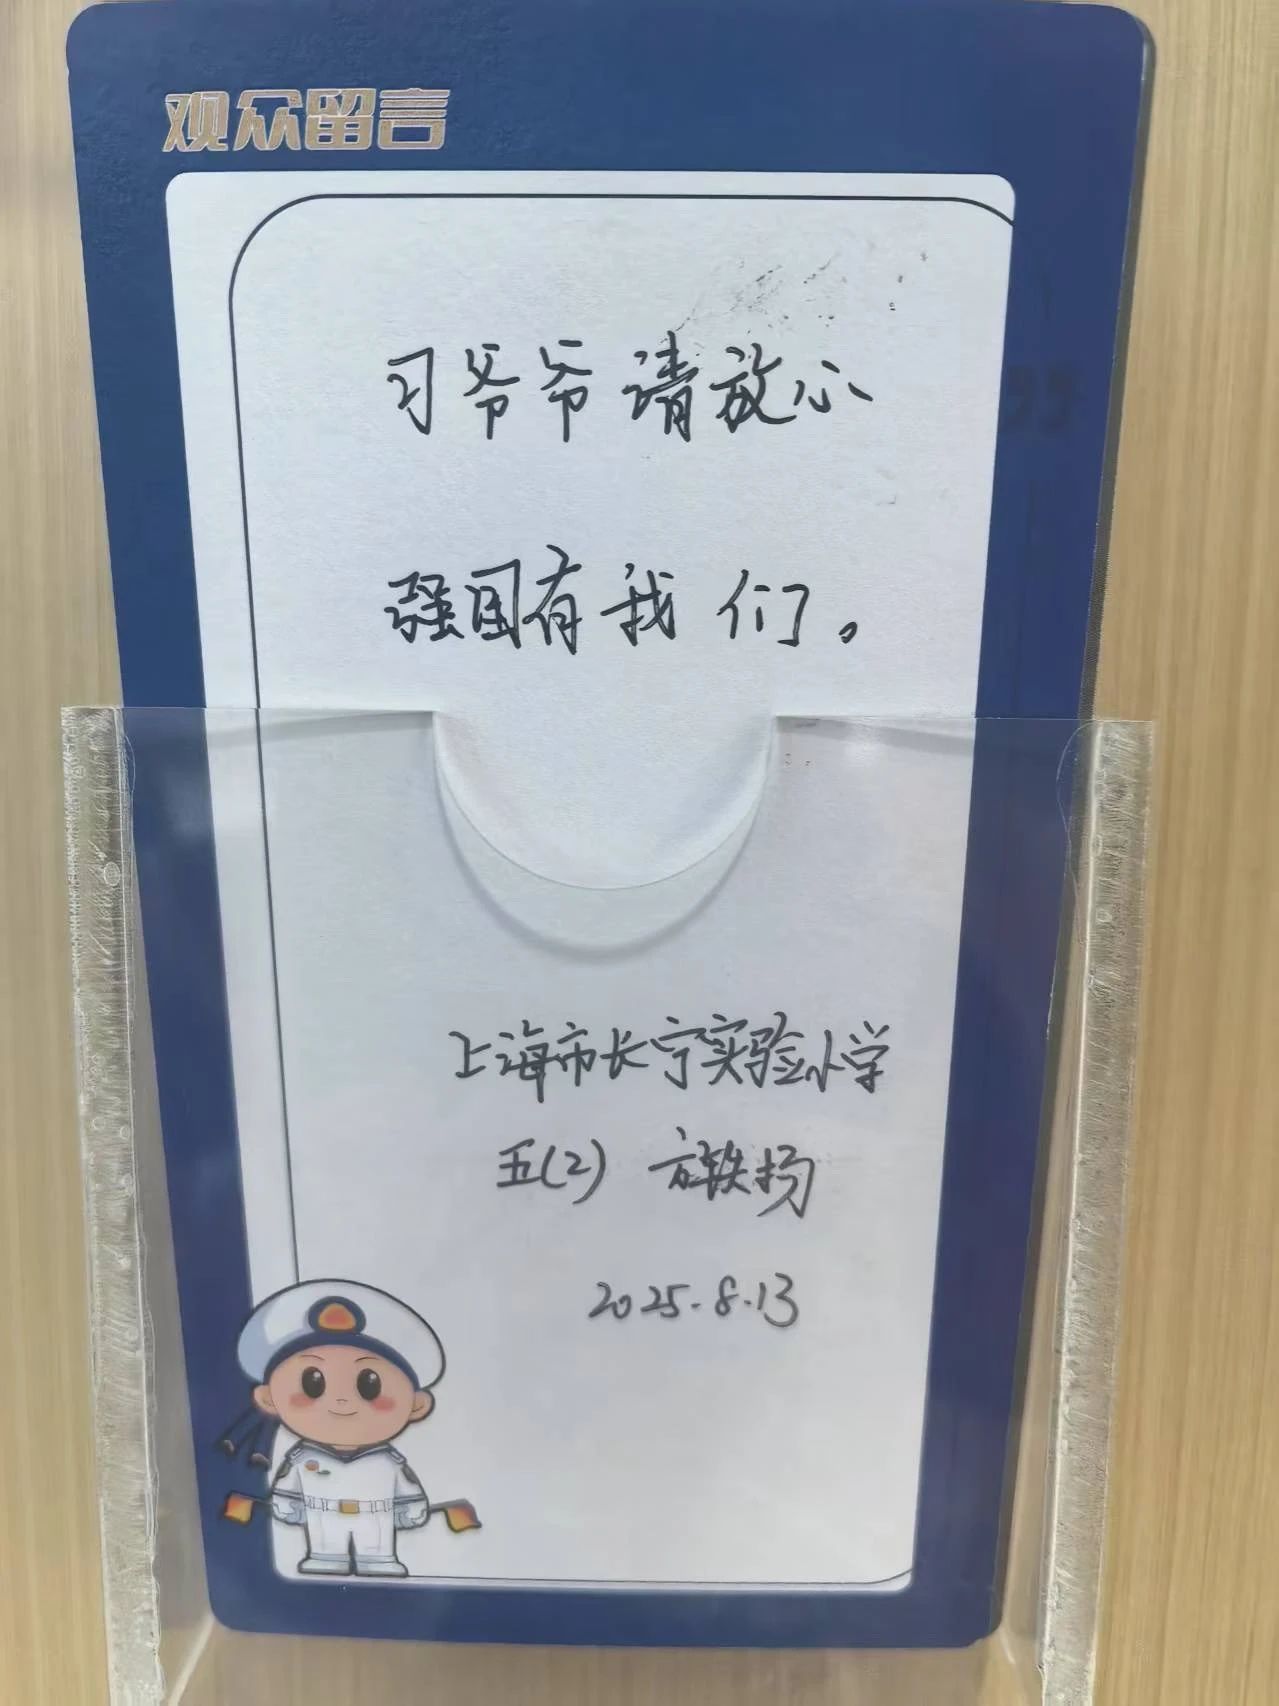 观众留言
习爷爷请放心
强国有我们。
上海市长宁实验小学
五(2) 方轶扬
2025.8.13